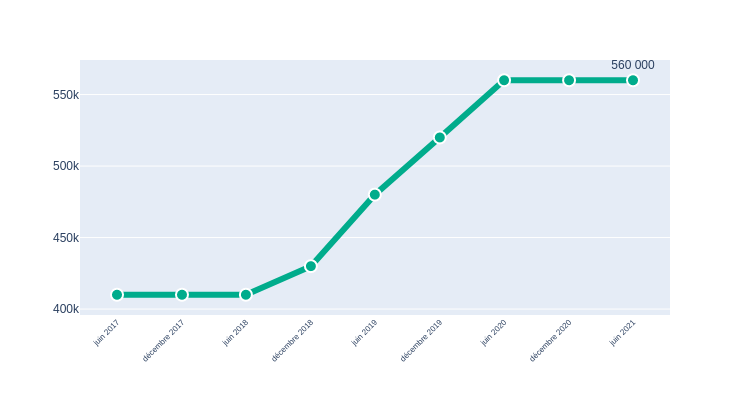 560 000
550k
500k
450k
400k
juin 2017
décembre 2017
juin 2018
décembre 2018
juin 2019
décembre 2019
juin 2020
décembre 2020
juin 2021